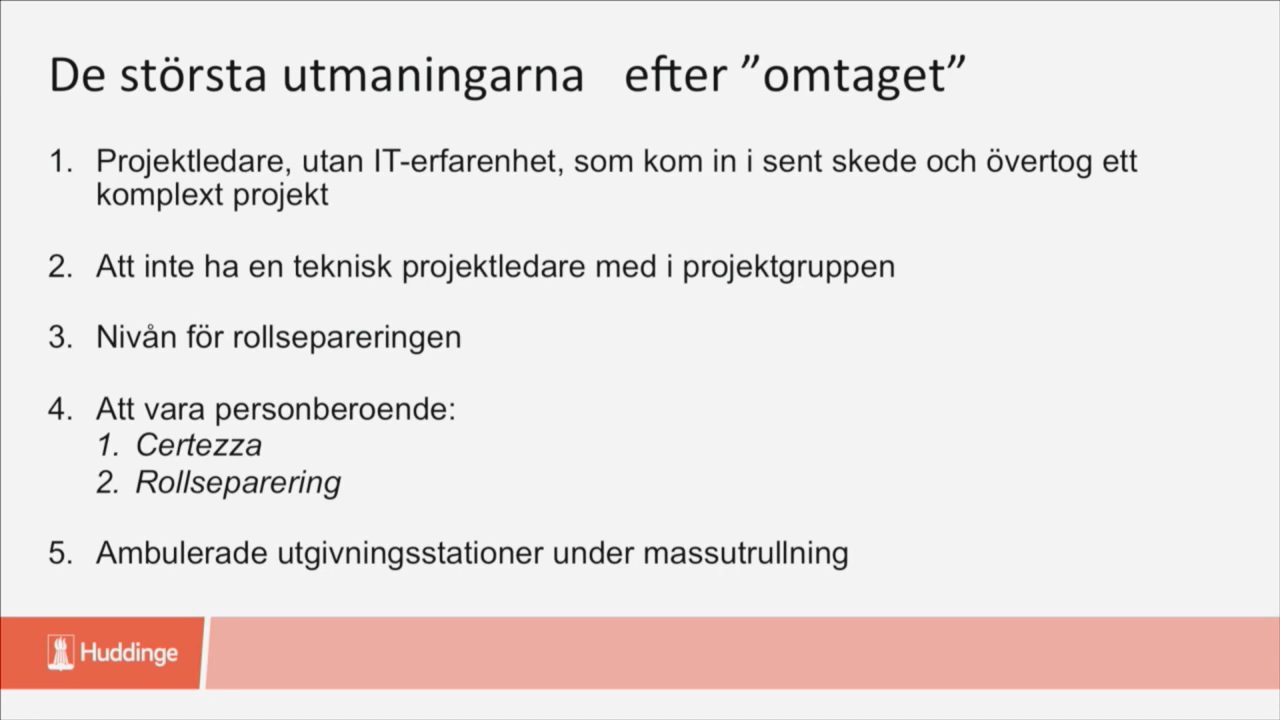 De största utmaningarna efter ”omtaget”
1. Projektledare, utan IT-erfarenhet, som kom in i sent skede och övertog ett
komplext projekt
2. Att inte ha en teknisk projektledare med i projektgruppen
3. Nivån för rollsepareringen
4. Att vara personberoende:
1. Certezza
2. Rollseparering
5. Ambulerade utgivningsstationer under massutrullning
Huddinge